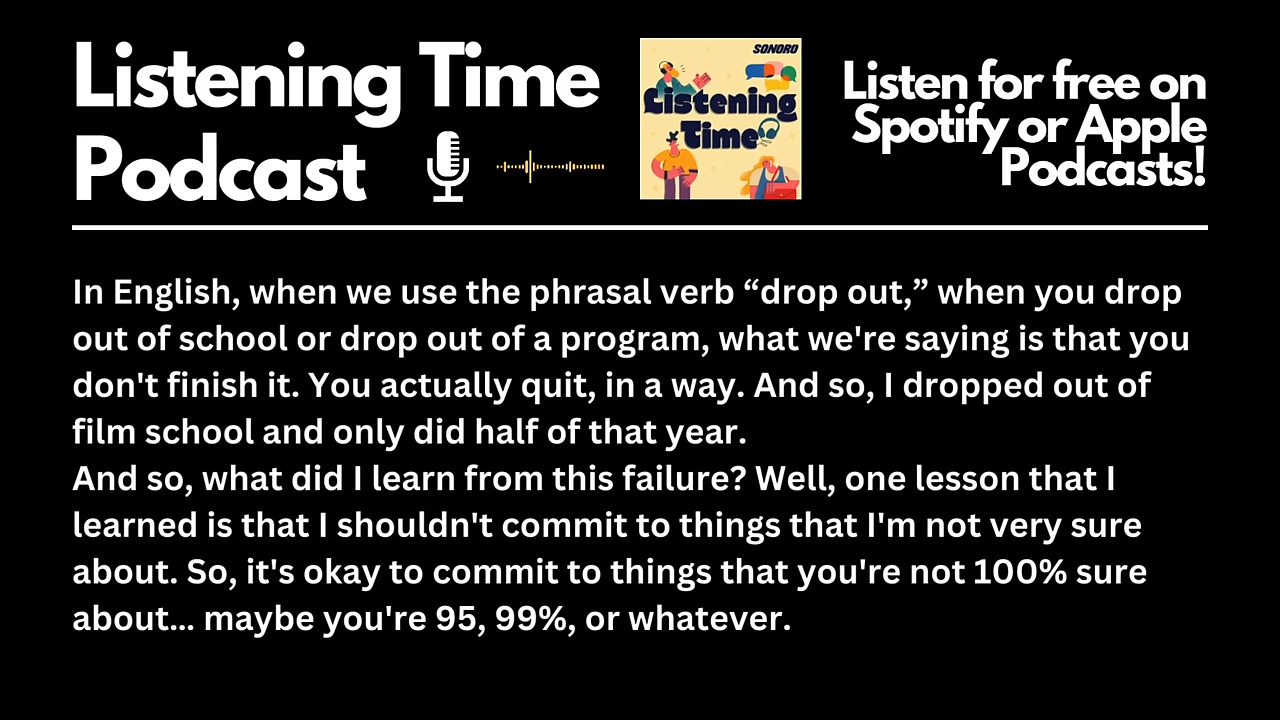 Listening Time
Podcast
SONORO
Listening
Time
Listen for free on
Spotify or Apple
Podcasts!
In English, when we use the phrasal verb “drop out,” when you drop
out of school or drop out of a program, what we're saying is that you
don't finish it. You actually quit, in a way. And so, I dropped out of
film school and only did half of that year.
And so, what did I learn from this failure? Well, one lesson that I
learned is that I shouldn't commit to things that I'm not very sure
about. So, it's okay to commit to things that you're not 100% sure
about... maybe you're 95, 99%, or whatever.